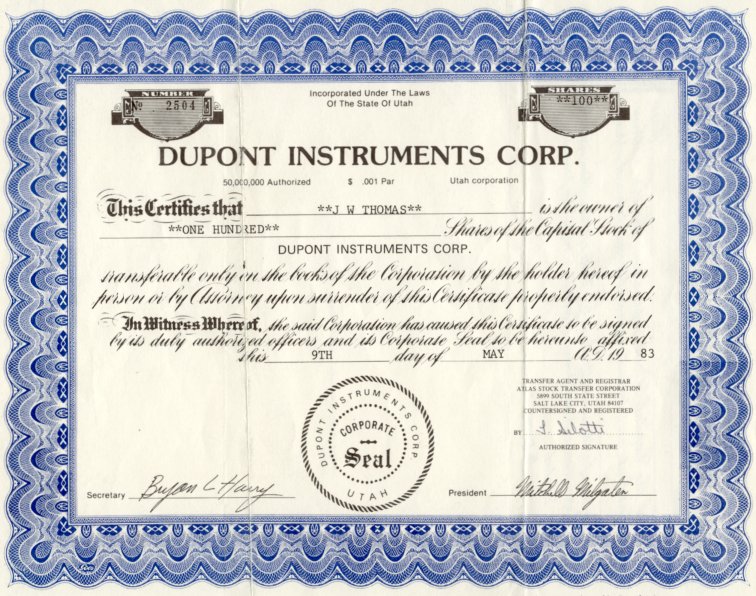 NUMBER
No 2504
SHARES
**100**
Incorporated Under The Laws
Of The State Of Utah
DUPONT INSTRUMENTS CORP.
50,000,000 Authorized $ .001 Par Utah corporation
This Certifies that **J W THOMAS** is the owner of
**ONE HUNDRED** Shares of the Capital Stock of
DUPONT INSTRUMENTS CORP.
transferable only on the books of the Corporation by the holder hereof in
person or by Attorney upon surrender of this Certificate properly endorsed.
In Witness Whereof, the said Corporation has caused this Certificate to be signed
by its duly authorized officers and its Corporate Seal to be hereunto affixed
this 9TH day of MAY A.D. 19 83
TRANSFER AGENT AND REGISTRAR
ATLAS STOCK TRANSFER CORPORATION
5899 SOUTH STATE STREET
SALT LAKE CITY, UTAH 84107
COUNTERSIGNED AND REGISTERED
BY
AUTHORIZED SIGNATURE
DUPONT INSTRUMENTS CORP.
CORPORATE
Seal
UTAH
Secretary Bryan L Harry
President Mitchell